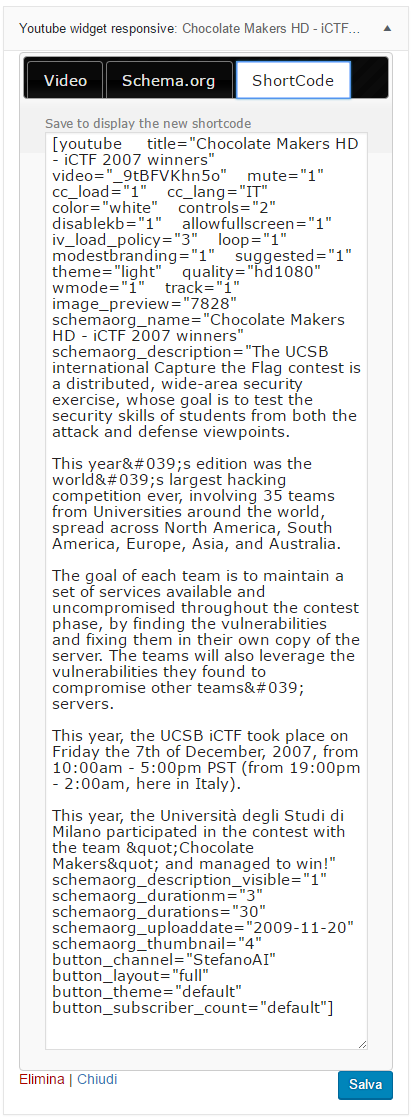 Youtube widget responsive: Chocolate Makers HD - iCTF...
Video
Schema.org
ShortCode
Save to display the new shortcode
[youtube title="Chocolate Makers HD
- iCTF 2007 winners"
video="_9tBFVKhn5o" mute="1"
cc_load="1" cc_lang="IT"
color="white" controls="2"
disablekb="1" allowfullscreen="1"
iv_load_policy="3" loop="1"
modestbranding="1" suggested="1"
theme="light" quality="hd1080"
wmode="1" track="1"
image_preview="7828"
schemaorg_name="Chocolate Makers
HD - iCTF 2007 winners"
schemaorg_description="The UCSB
international Capture the Flag contest is
a distributed, wide-area security
exercise, whose goal is to test the
security skills of students from both the
attack and defense viewpoints.
This year&#039;s edition was the
world&#039;s largest hacking
competition ever, involving 35 teams
from Universities around the world,
spread across North America, South
America, Europe, Asia, and Australia.
The goal of each team is to maintain a
set of services available and
uncompromised throughout the contest
phase, by finding the vulnerabilities
and fixing them in their own copy of the
server. The teams will also leverage the
vulnerabilities they found to
compromise other teams&#039;
servers.
This year, the UCSB iCTF took place on
Friday the 7th of December, 2007, from
10:00am - 5:00pm PST (from 19:00pm
- 2:00am, here in Italy).
This year, the Università degli Studi di
Milano participated in the contest with
the team &quot;Chocolate
Makers&quot; and managed to win!"
schemaorg_description_visible="1"
schemaorg_durationm="3"
schemaorg_durations="30"
schemaorg_uploaddate="2009-11-20"
schemaorg_thumbnail="4"
button_channel="StefanoAI"
button_layout="full"
button_theme="default"
button_subscriber_count="default"]
Elimina | Chiudi
Salva